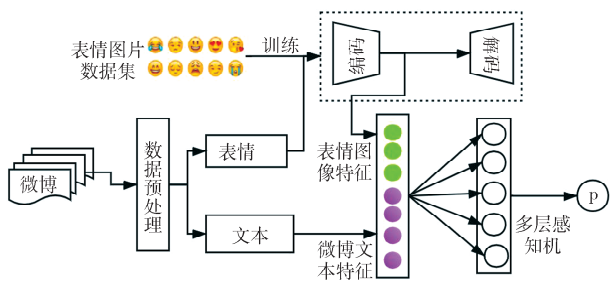 表情图片
数据集
训练
编码
解码
微博
数据预处理
表情
文本
表情图
像特征
微博文
本特征
多层感
知机
p